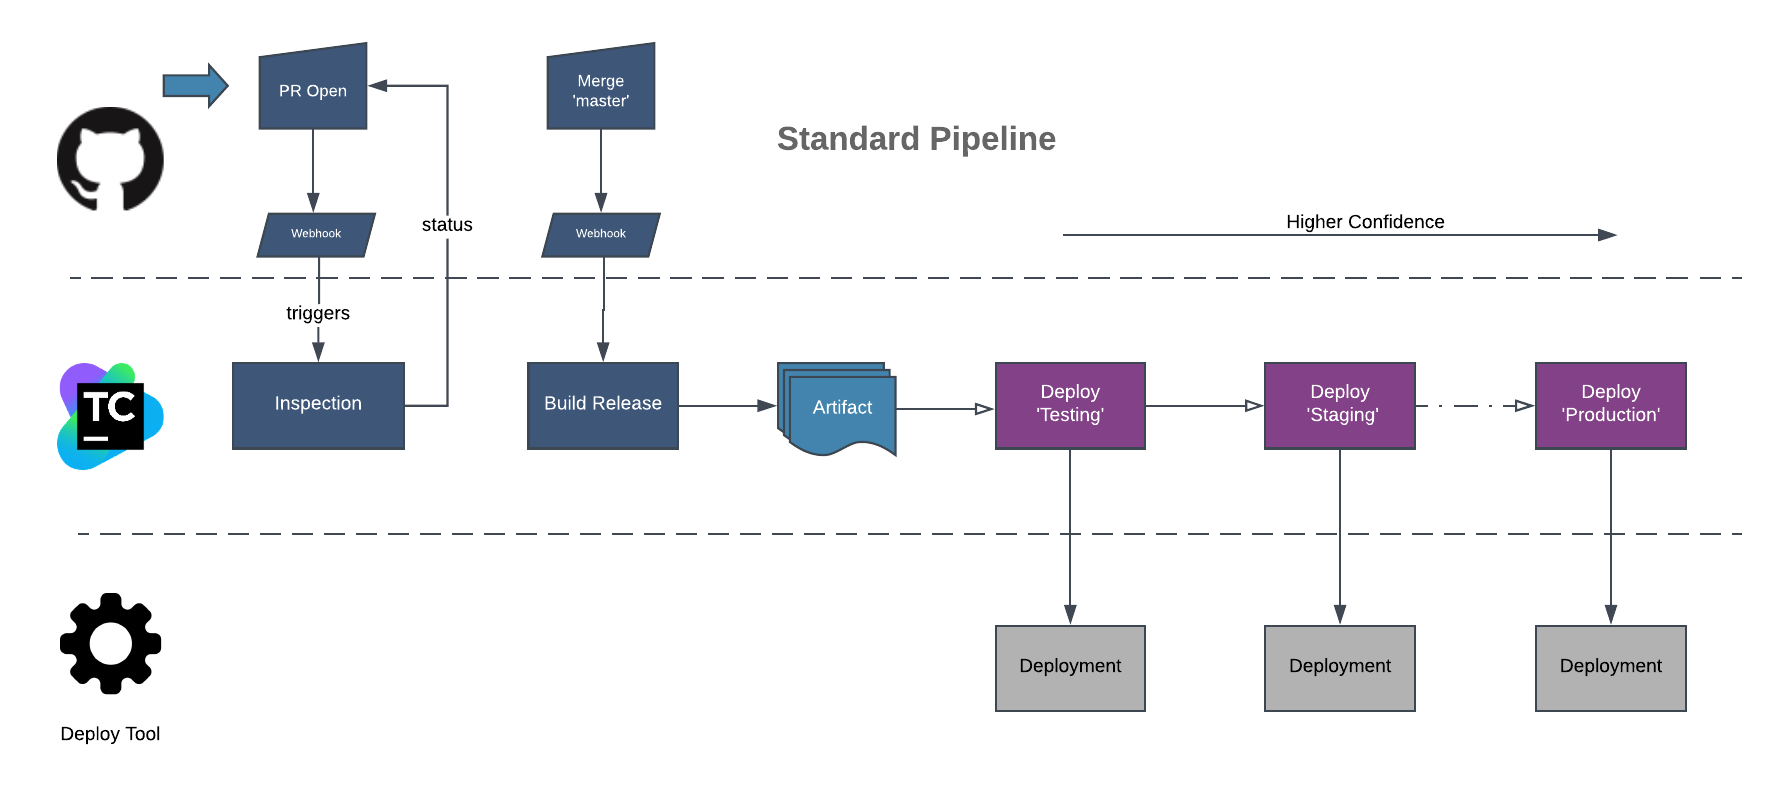 PR Open
Merge
'master'
Standard Pipeline
Webhook
status
Webhook
Higher Confidence
triggers
TC
Inspection
Build Release
Artifact
Deploy
'Testing'
Deploy
'Staging'
Deploy
'Production'
Deployment
Deployment
Deployment
Deploy Tool